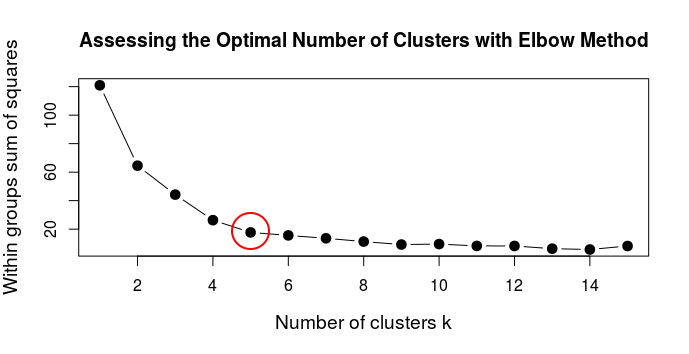 Assessing the Optimal Number of Clusters with Elbow Method
Within groups sum of squares
100
60
20
2 4 6 8 10 12 14
Number of clusters k